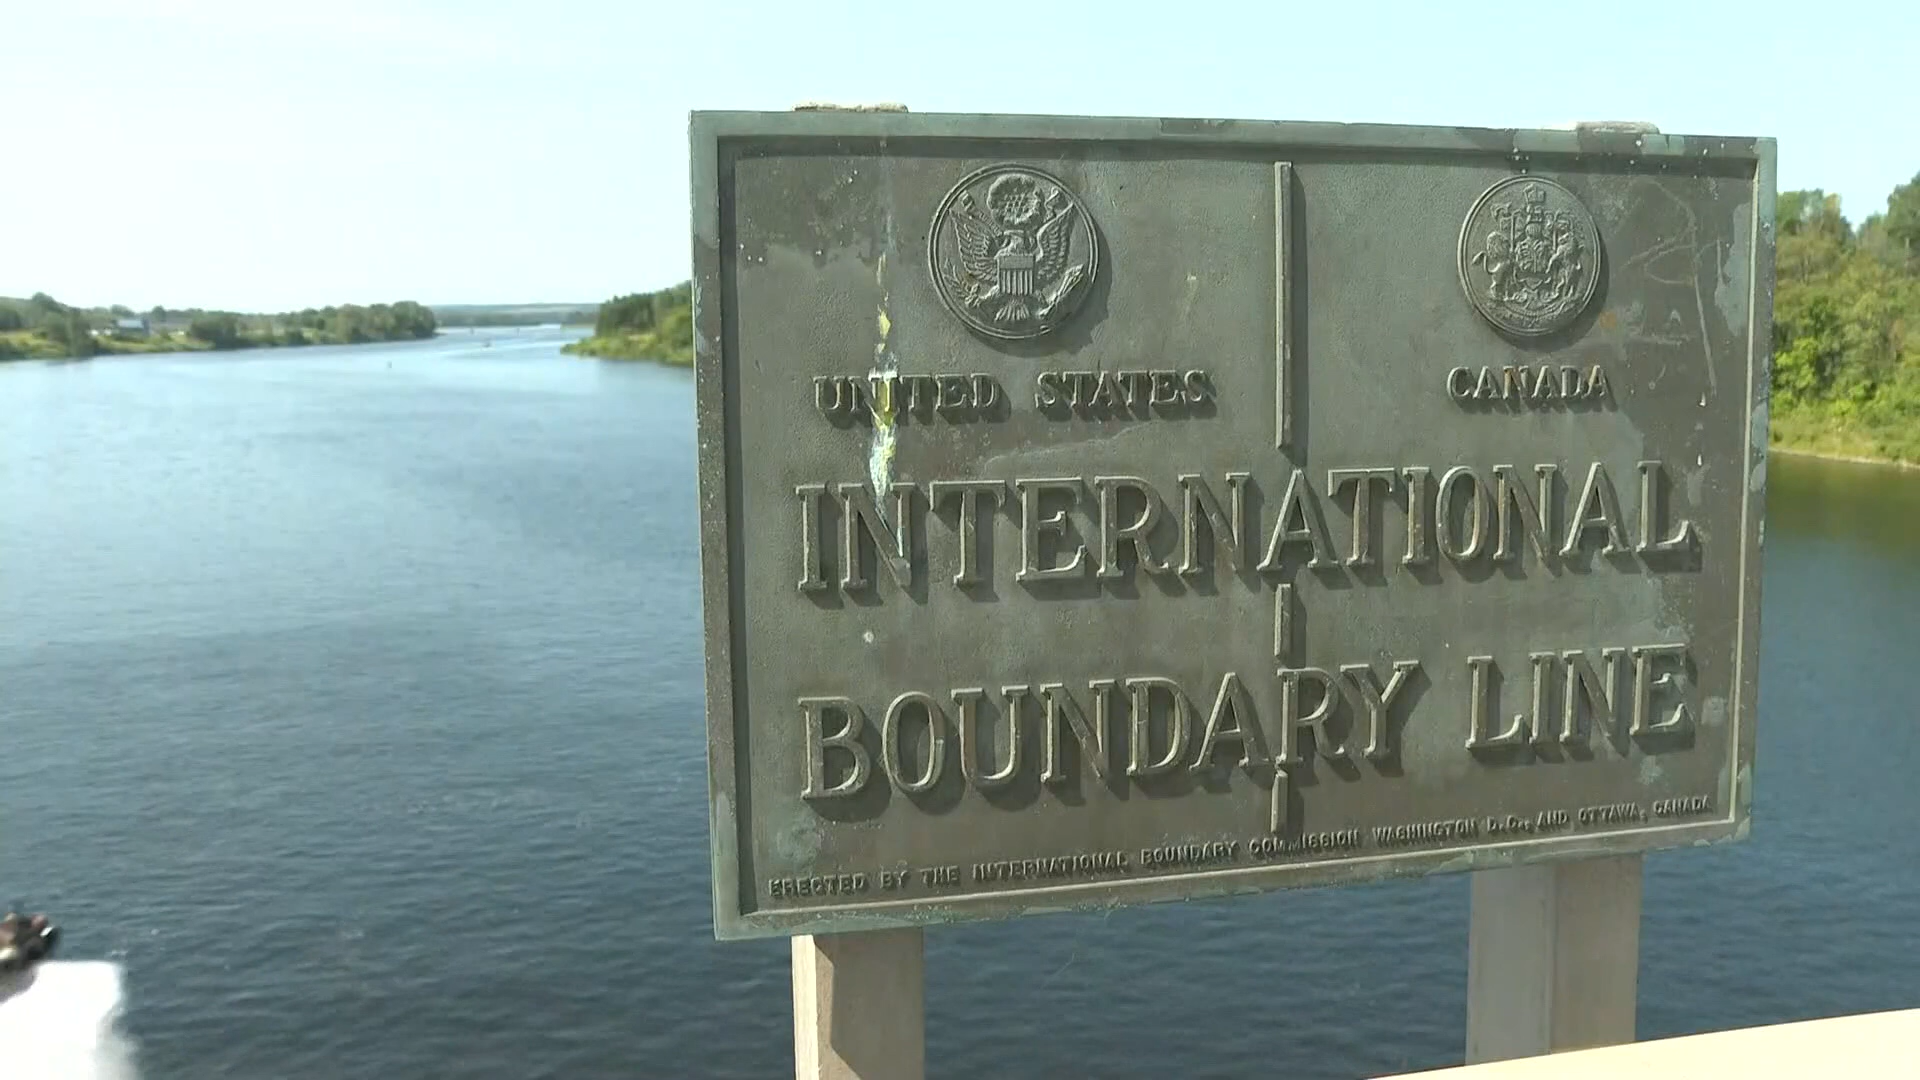 UNITED STATES CANADA
INTERNATIONAL
BOUNDARY LINE
ERECTED BY THE INTERNATIONAL BOUNDARY COMMISSION WASHINGTON D.C., AND OTTAWA, CANADA